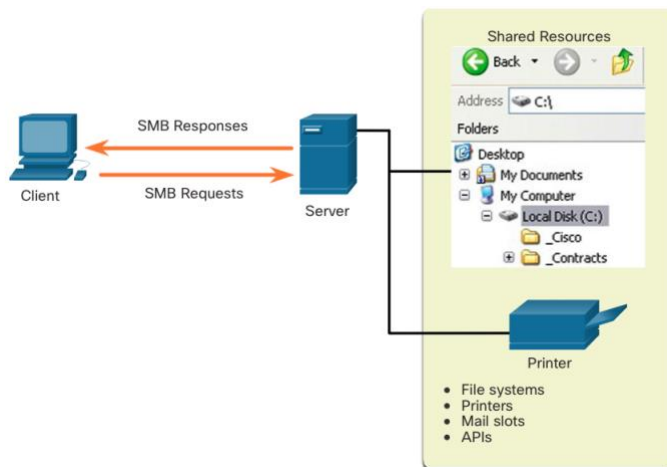 Shared Resources
Back
Address C:\
Folders
Desktop
My Documents
My Computer
Local Disk (C:)
_Cisco
_Contracts
SMB Responses
SMB Requests
Client
Server
Printer
• File systems
• Printers
• Mail slots
• APIs